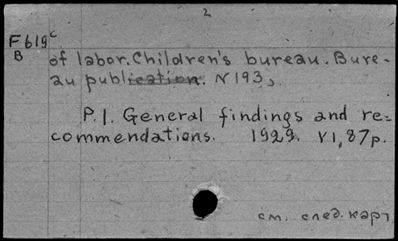 2
F619c
B
of labor. Children's bureau. Bure-
au publication. N193,
P.1. General findings and re-
commendations. 1929. VI, 87p.
см. след. карт